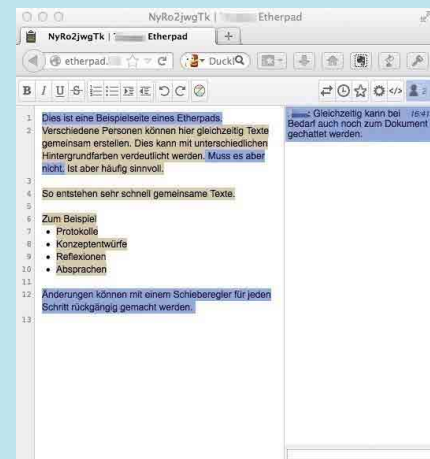 NyRo2jwgTk | Etherpad
NyRo2jwgTk | Etherpad
etherpad.
DuckI
B I U S
1 Dies ist eine Beispielseite eines Etherpads.
2 Verschiedene Personen können hier gleichzeitig Texte
gemeinsam erstellen. Dies kann mit unterschiedlichen
Hintergrundfarben verdeutlicht werden. Muss es aber
nicht. Ist aber häufig sinnvoll.
3
4 So entstehen sehr schnell gemeinsame Texte.
5
6 Zum Beispiel
7 • Protokolle
8 • Konzeptentwürfe
9 • Reflexionen
10 • Absprachen
11
12 Änderungen können mit einem Schieberegler für jeden
Schritt rückgängig gemacht werden.
13
: Gleichzeitig kann bei 16:41
Bedarf auch noch zum Dokument
gechattet werden.